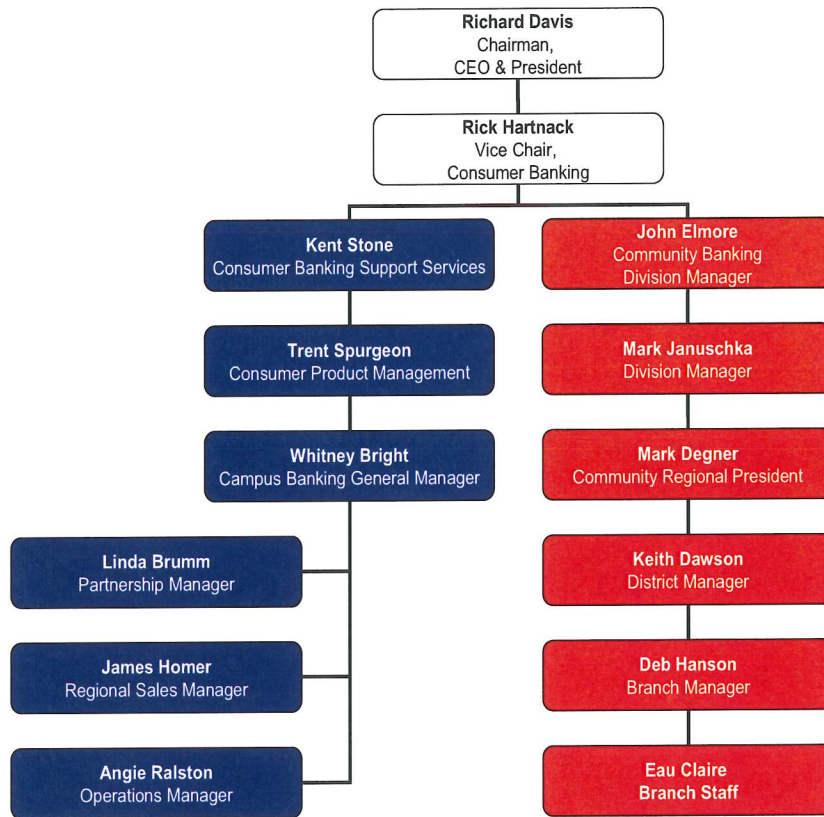 Richard Davis
Chairman,
CEO & President
Rick Hartnack
Vice Chair,
Consumer Banking
Kent Stone
Consumer Banking Support Services
John Elmore
Community Banking
Division Manager
Trent Spurgeon
Consumer Product Management
Mark Januschka
Division Manager
Whitney Bright
Campus Banking General Manager
Mark Degner
Community Regional President
Linda Brumm
Partnership Manager
Keith Dawson
District Manager
James Homer
Regional Sales Manager
Deb Hanson
Branch Manager
Angie Ralston
Operations Manager
Eau Claire
Branch Staff